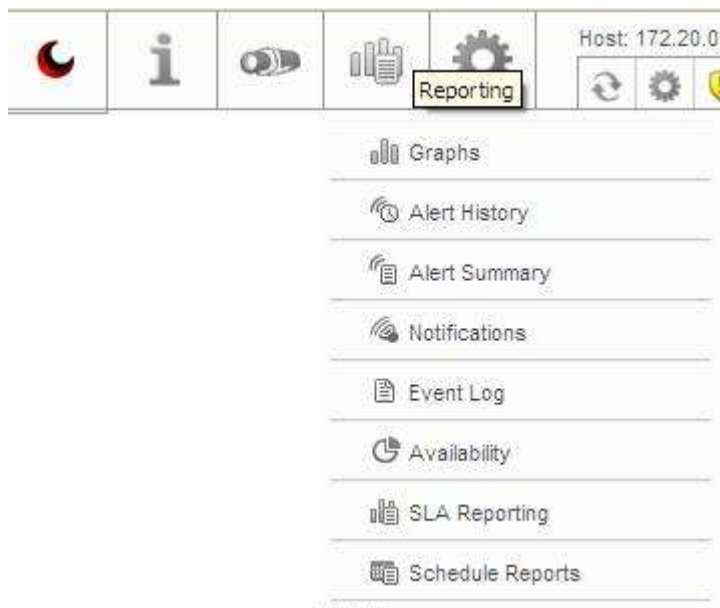 Host: 172.20.0
Reporting
Graphs
Alert History
Alert Summary
Notifications
Event Log
Availability
SLA Reporting
Schedule Reports